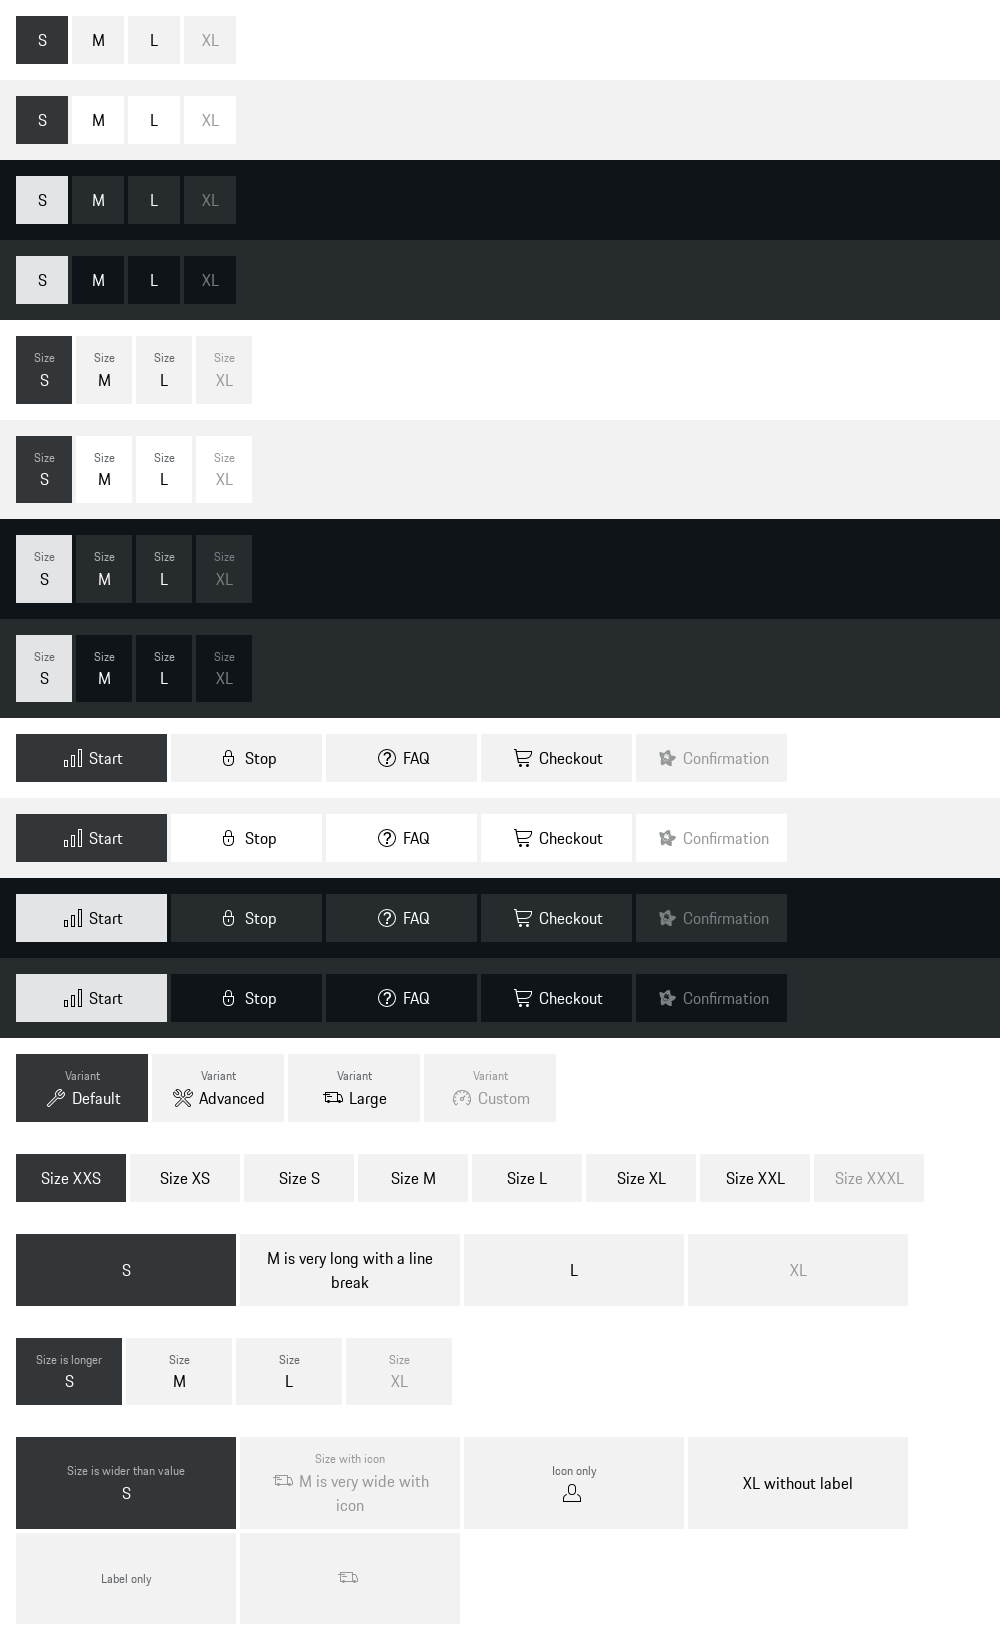 S M L XL
S M L XL
S M L XL
S M L XL
Size Size Size Size
S M L XL
Size Size Size Size
S M L XL
Size Size Size Size
S M L XL
Size Size Size Size
S M L XL
Start Stop FAQ Checkout Confirmation
Start Stop FAQ Checkout Confirmation
Start Stop FAQ Checkout Confirmation
Start Stop FAQ Checkout Confirmation
Variant Variant Variant Variant
Default Advanced Large Custom
Size XXS Size XS Size S Size M Size L Size XL Size XXL Size XXXL
S
M is very long with a line
break
L
XL
Size is longer Size Size Size
S M L XL
Size is wider than value
S
Size with icon
M is very wide with
icon
Icon only
XL without label
Label only